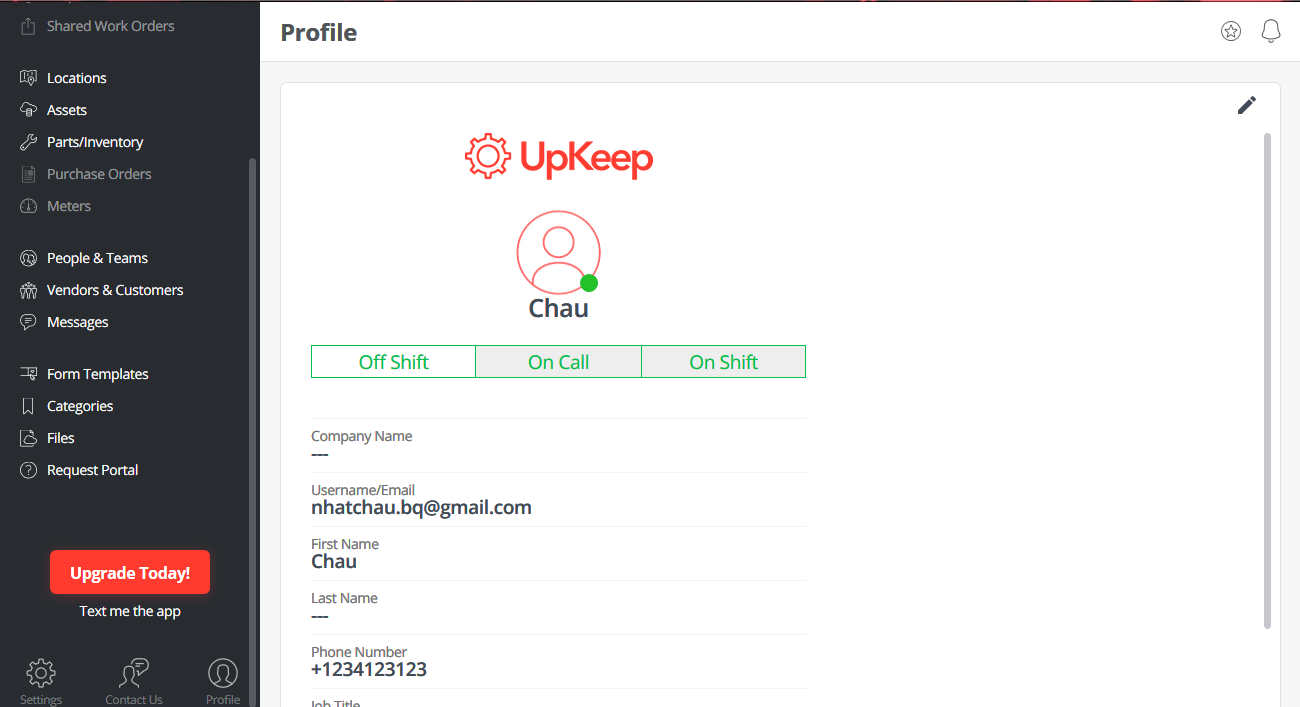 Shared Work Orders
Locations
Assets
Parts/Inventory
Purchase Orders
Meters
People & Teams
Vendors & Customers
Messages
Form Templates
Categories
Files
Request Portal
Upgrade Today!
Text me the app
Settings
Contact Us
Profile
Profile
UpKeep
Chau
Off Shift
On Call
On Shift
Company Name
---
Username/Email
nhatchau.bq@gmail.com
First Name
Chau
Last Name
---
Phone Number
+1234123123
Job Title